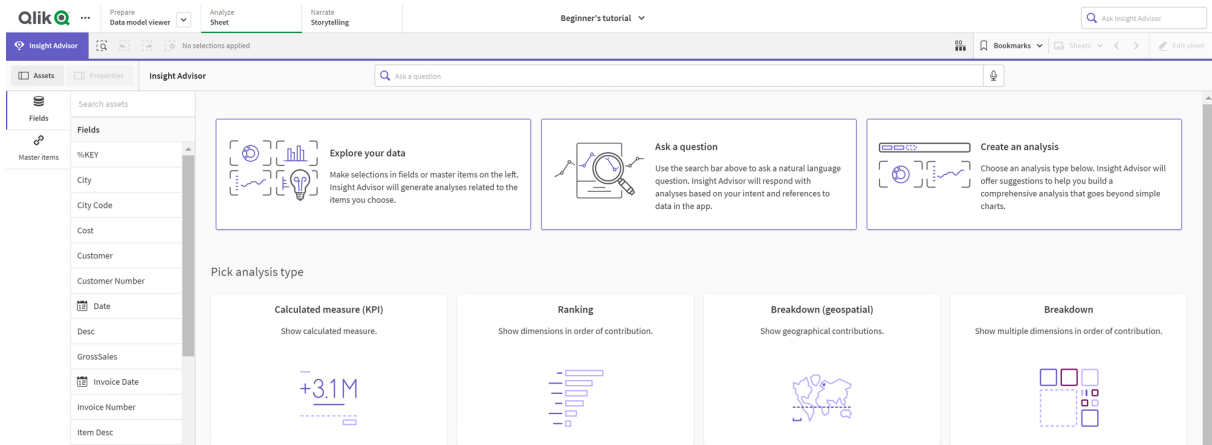 Qlik
Prepare
Data model viewer
Analyze
Sheet
Narrate
Storytelling
Beginner's tutorial
Ask Insight Advisor
Insight Advisor
No selections applied
Bookmarks
Sheets
Edit sheet
Assets
Properties
Insight Advisor
Ask a question
Fields
Master items
Search assets
Fields
%KEY
City
City Code
Cost
Customer
Customer Number
Date
Desc
GrossSales
Invoice Date
Invoice Number
Item Desc
Explore your data
Make selections in fields or master items on the left.
Insight Advisor will generate analyses related to the
items you choose.
Ask a question
Use the search bar above to ask a natural language
question. Insight Advisor will respond with
analyses based on your intent and references to
data in the app.
Create an analysis
Choose an analysis type below. Insight Advisor will
offer suggestions to help you build a
comprehensive analysis that goes beyond simple
charts.
Pick analysis type
Calculated measure (KPI)
Show calculated measure.
+3.1M
Ranking
Show dimensions in order of contribution.
Breakdown (geospatial)
Show geographical contributions.
Breakdown
Show multiple dimensions in order of contribution.